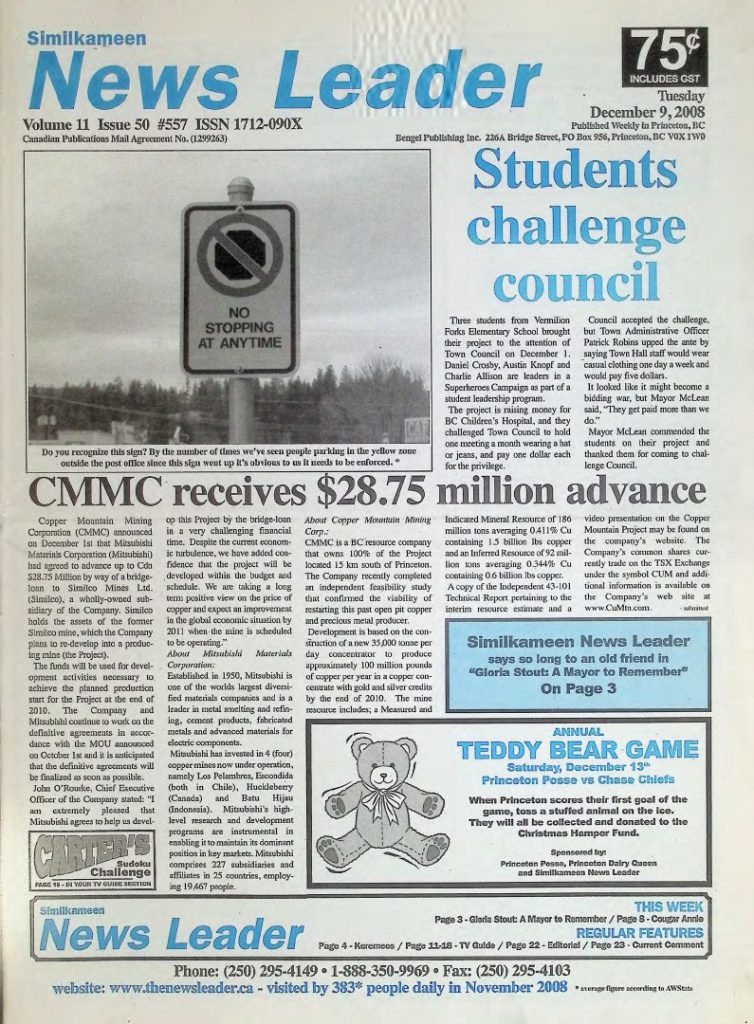 Similkameen
News Leader
75¢
INCLUDES GST
Tuesday
December 9, 2008
Volume 11 Issue 50 #557 ISSN 1712-090X
Published Weekly in Princeton, BC
Canadian Publications Mail Agreement No. (1299263)
Bengel Publishing Inc. 226A Bridge Street, PO Box 956, Princeton, BC V0X 1W0
NO
STOPPING
AT ANYTIME
Do you recognize this sign? By the number of times we've seen people parking in the yellow zone
outside the post office since this sign went up it's obvious to us it needs to be enforced. *
Students
challenge
council
Three students from Vermilion
Forks Elementary School brought
their project to the attention of
Town Council on December 1.
Daniel Crosby, Austin Knopf and
Charlie Allison are leaders in a
Superheroes Campaign as part of a
student leadership program.
The project is raising money for
BC Children's Hospital, and they
challenged Town Council to hold
one meeting a month wearing a hat
or jeans, and pay one dollar each
for the privilege.
Council accepted the challenge,
but Town Administrative Officer
Patrick Robins upped the ante by
saying Town Hall staff would wear
casual clothing one day a week and
would pay five dollars.
It looked like it might become a
bidding war, but Mayor McLean
said, "They get paid more than we
do."
Mayor McLean commended the
students on their project and
thanked them for coming to chal-
lenge Council.
CMMC receives $28.75 million advance
Copper Mountain Mining
Corporation (CMMC) announced
on December 1st that Mitsubishi
Materials Corporation (Mitsubishi)
had agreed to advance up to Cdn
$28.75 Million by way of a bridge-
loan to Similco Mines Ltd.
(Similco), a wholly-owned sub-
sidiary of the Company. Similco
holds the assets of the former
Similco mine, which the Company
plans to re-develop into a produc-
ing mine (the Project).
The funds will be used for devel-
opment activities necessary to
achieve the planned production
start for the Project at the end of
2010. The Company and
Mitsubishi continue to work on the
definitive agreements in accor-
dance with the MOU announced
on October 1st and it is anticipated
that the definitive agreements will
be finalized as soon as possible.
John O'Rourke, Chief Executive
Officer of the Company stated: "I
am extremely pleased that
Mitsubishi agrees to help us devel-
op this Project by the bridge-loan
in a very challenging financial
time. Despite the current econom-
ic turbulence, we have added con-
fidence that the project will be
developed within the budget and
schedule. We are taking a long
term positive view on the price of
copper and expect an improvement
in the global economic situation by
2011 when the mine is scheduled
to be operating."
About Mitsubishi Materials
Corporation:
Established in 1950, Mitsubishi is
one of the worlds largest diversi-
fied materials companies and is a
leader in metal smelting and refin-
ing, cement products, fabricated
metals and advanced materials for
electric components.
Mitsubishi has invested in 4 (four)
copper mines now under operation,
namely Los Pelambres, Escondida
(both in Chile), Huckleberry
(Canada) and Batu Hijau
(Indonesia). Mitsubishi's high-
level research and development
programs are instrumental in
enabling it to maintain its dominant
position in key markets. Mitsubishi
comprises 227 subsidiaries and
affiliates in 25 countries, employ-
ing 19,467 people.
About Copper Mountain Mining
Corp.:
CMMC is a BC resource company
that owns 100% of the Project
located 15 km south of Princeton.
The Company recently completed
an independent feasibility study
that confirmed the viability of
restarting this past open pit copper
and precious metal producer.
Development is based on the con-
struction of a new 35,000 tonne per
day concentrator to produce
approximately 100 million pounds
of copper per year in a copper con-
centrate with gold and silver credits
by the end of 2010. The mine
resource includes; a Measured and
Indicated Mineral Resource of 186
million tons averaging 0.411% Cu
containing 1.5 billion lbs copper
and an Inferred Resource of 92 mil-
lion tons averaging 0.344% Cu
containing 0.6 billion lbs copper.
A copy of the Independent 43-101
Technical Report pertaining to the
interim resource estimate and a
video presentation on the Copper
Mountain Project may be found on
the company's website. The
Company's common shares cur-
rently trade on the TSX Exchange
under the symbol CUM and addi-
tional information is available on
the Company's web site at
www.CuMtn.com. - submitted
Similkameen News Leader
says so long to an old friend in
"Gloria Stout: A Mayor to Remember"
On Page 3
ANNUAL
TEDDY BEAR GAME
Saturday, December 13th
Princeton Posse vs Chase Chiefs
When Princeton scores their first goal of the
game, toss a stuffed animal on the ice.
They will all be collected and donated to the
Christmas Hamper Fund.
Sponsored by:
Princeton Posse, Princeton Dairy Queen
and Similkameen News Leader
CARTER'S
Sudoku
Challenge
PAGE 18 - IN YOUR TV GUIDE SECTION
Similkameen
News Leader
THIS WEEK
Page 3 - Gloria Stout: A Mayor to Remember / Page 8 - Cougar Annie
REGULAR FEATURES
Page 4 - Keremeos / Page 11-18 - TV Guide / Page 22 - Editorial / Page 23 - Current Comment
Phone: (250) 295-4149 • 1-888-350-9969 • Fax: (250) 295-4103
website: www.thenewsleader.ca - visited by 383* people daily in November 2008 * average figure according to AWStats